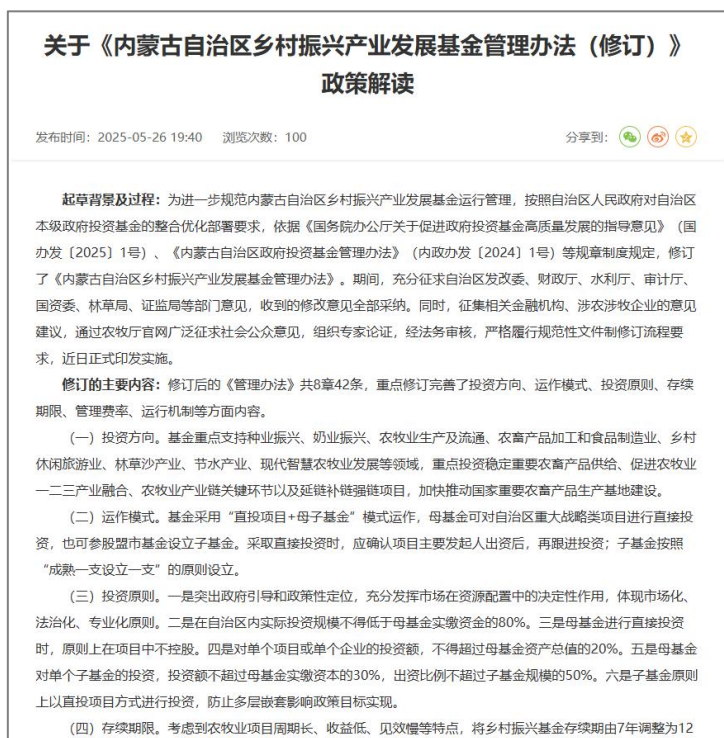 关于《内蒙古自治区乡村振兴产业发展基金管理办法（修订）》
政策解读
发布时间：2025-05-26 19:40 浏览次数：100 分享到：
起草背景及过程：为进一步规范内蒙古自治区乡村振兴产业发展基金运行管理，按照自治区人民政府对自治区
本级政府投资基金的整合优化部署要求，依据《国务院办公厅关于促进政府投资基金高质量发展的指导意见》（国
办发〔2025〕1号）、《内蒙古自治区政府投资基金管理办法》（内政办发〔2024〕1号）等规章制度规定，修订
了《内蒙古自治区乡村振兴产业发展基金管理办法》。期间，充分征求自治区发改委、财政厅、水利厅、审计厅、
国资委、林草局、证监局等部门意见，收到的修改意见全部采纳。同时，征集相关金融机构、涉农涉牧企业的意见
建议，通过农牧厅官网广泛征求社会公众意见，组织专家论证，经法务审核，严格履行规范性文件制修订流程要
求，近日正式印发实施。
修订的主要内容：修订后的《管理办法》共8章42条，重点修订完善了投资方向、运作模式、投资原则、存续
期限、管理费率、运行机制等方面内容。
（一）投资方向。基金重点支持种业振兴、奶业振兴、农牧业生产及流通、农畜产品加工和食品制造业、乡村
休闲旅游业、林草沙产业、节水产业、现代智慧农牧业发展等领域，重点投资稳定重要农畜产品供给、促进农牧业
一二三产业融合、农牧业产业链关键环节以及延链补链强链项目，加快推动国家重要农畜产品生产基地建设。
（二）运作模式。基金采用“直投项目+母子基金”模式运作，母基金可对自治区重大战略类项目进行直接投
资，也可参股盟市基金设立子基金。采取直接投资时，应确认项目主要发起人出资后，再跟进投资；子基金按照
“成熟一支设立一支”的原则设立。
（三）投资原则。一是突出政府引导和政策性定位，充分发挥市场在资源配置中的决定性作用，体现市场化、
法治化、专业化原则。二是在自治区内实际投资规模不得低于母基金实缴资金的80%。三是母基金进行直接投资
时，原则上在项目中不控股。四是对单个项目或单个企业的投资额，不得超过母基金资产总值的20%。五是母基金
对单个子基金的投资，投资额不超过母基金实缴资本的30%，出资比例不超过子基金规模的50%。六是子基金原则
上以直投项目方式进行投资，防止多层嵌套影响政策目标实现。
（四）存续期限。考虑到农牧业项目周期长、收益低、见效慢等特点，将乡村振兴基金存续期由7年调整为12